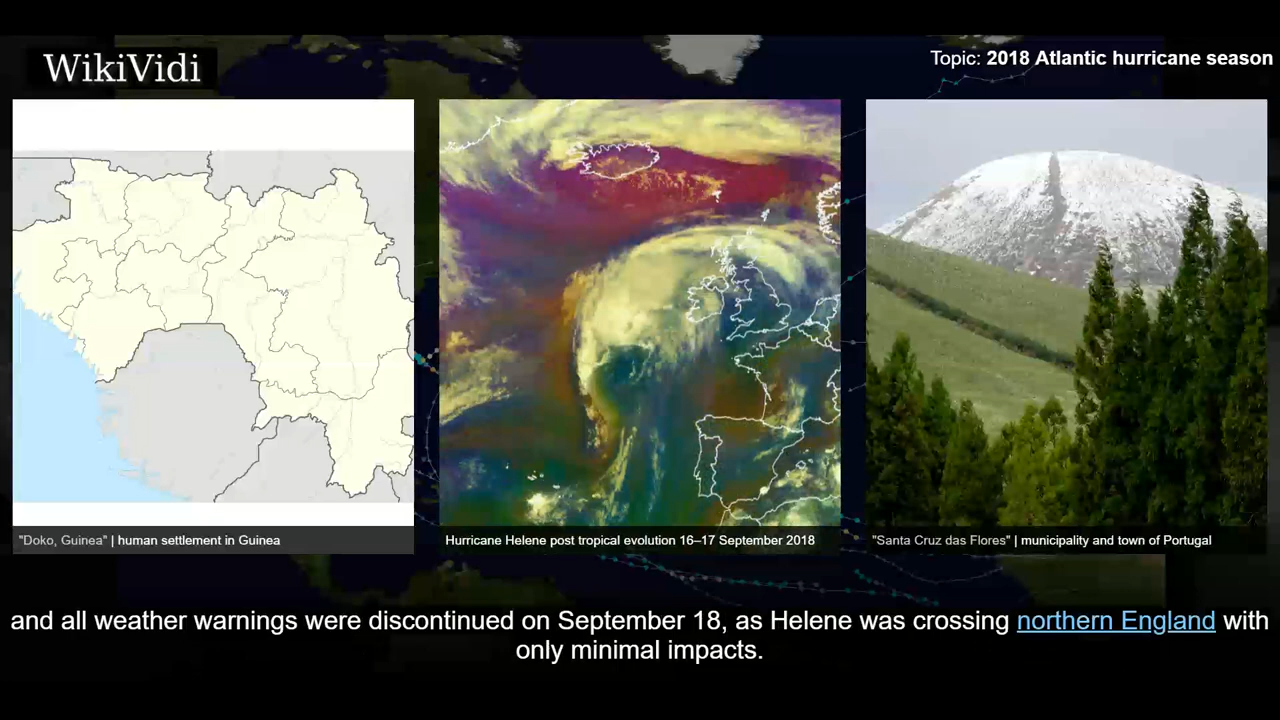 WikiVidi
Topic: 2018 Atlantic hurricane season
"Doko, Guinea" | human settlement in Guinea
Hurricane Helene post tropical evolution 16–17 September 2018
"Santa Cruz das Flores" | municipality and town of Portugal
and all weather warnings were discontinued on September 18, as Helene was crossing northern England with
only minimal impacts.